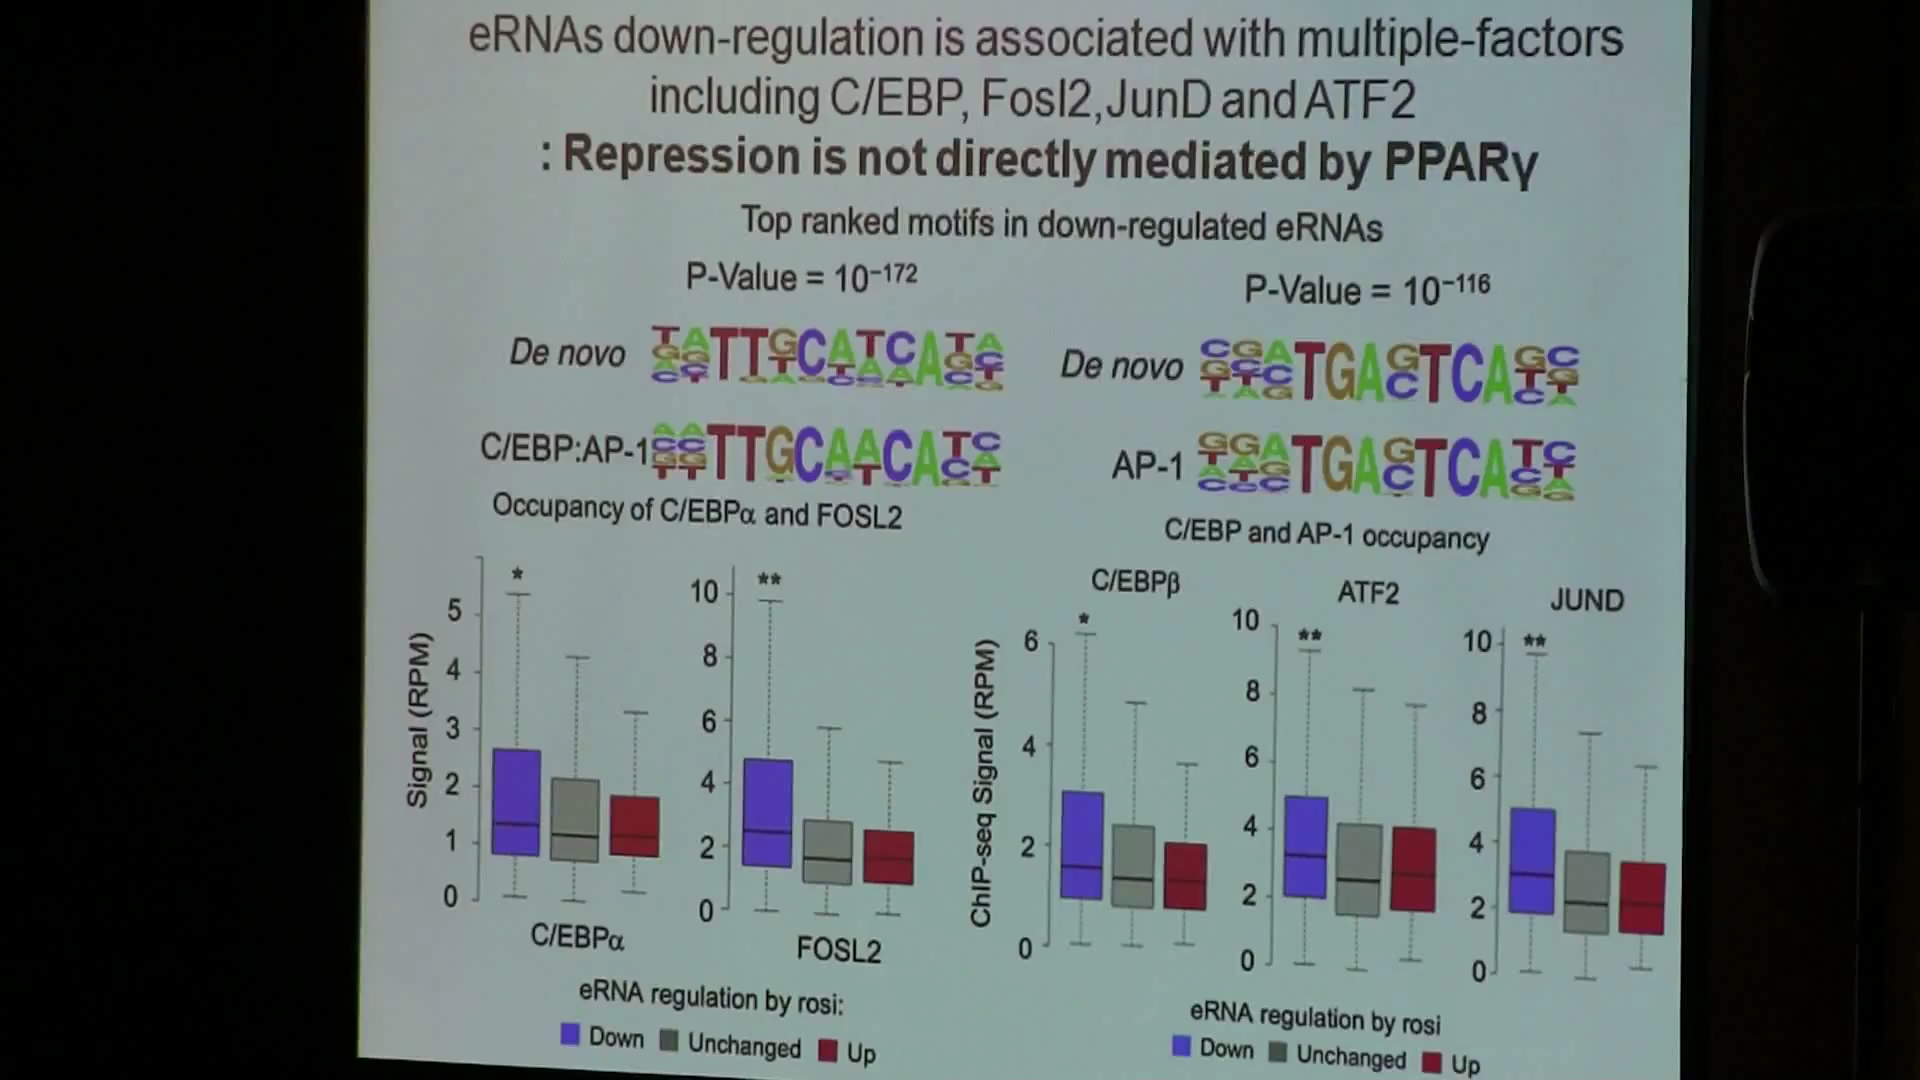 eRNAs down-regulation is associated with multiple-factors
including C/EBP, Fosl2,JunD and ATF2
: Repression is not directly mediated by PPARγ
Top ranked motifs in down-regulated eRNAs
P-Value = 10⁻¹⁷²
P-Value = 10⁻¹¹⁶
De novo
De novo
C/EBP:AP-1
AP-1
Occupancy of C/EBPα and FOSL2
C/EBP and AP-1 occupancy
Signal (RPM)
5
4
3
2
1
0
*
C/EBPα
10
8
6
4
2
0
**
FOSL2
eRNA regulation by rosi:
Down Unchanged Up
ChIP-seq Signal (RPM)
C/EBPβ
6
4
2
0
*
ATF2
10
8
6
4
2
0
**
JUND
10
8
6
4
2
0
**
eRNA regulation by rosi
Down Unchanged Up